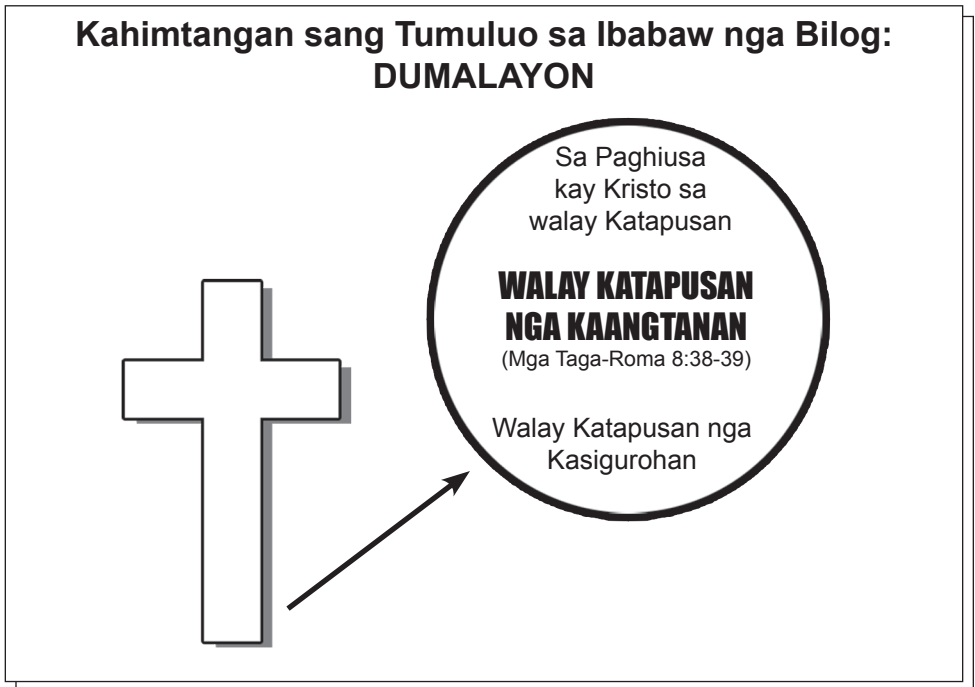 Kahimtangan sang Tumuluo sa Ibabaw nga Bilog:
DUMALAYON
Sa Paghiusa
kay Kristo sa
walay Katapusan
WALAY KATAPUSAN
NGA KAANGTANAN
(Mga Taga-Roma 8:38-39)
Walay Katapusan nga
Kasigurohan